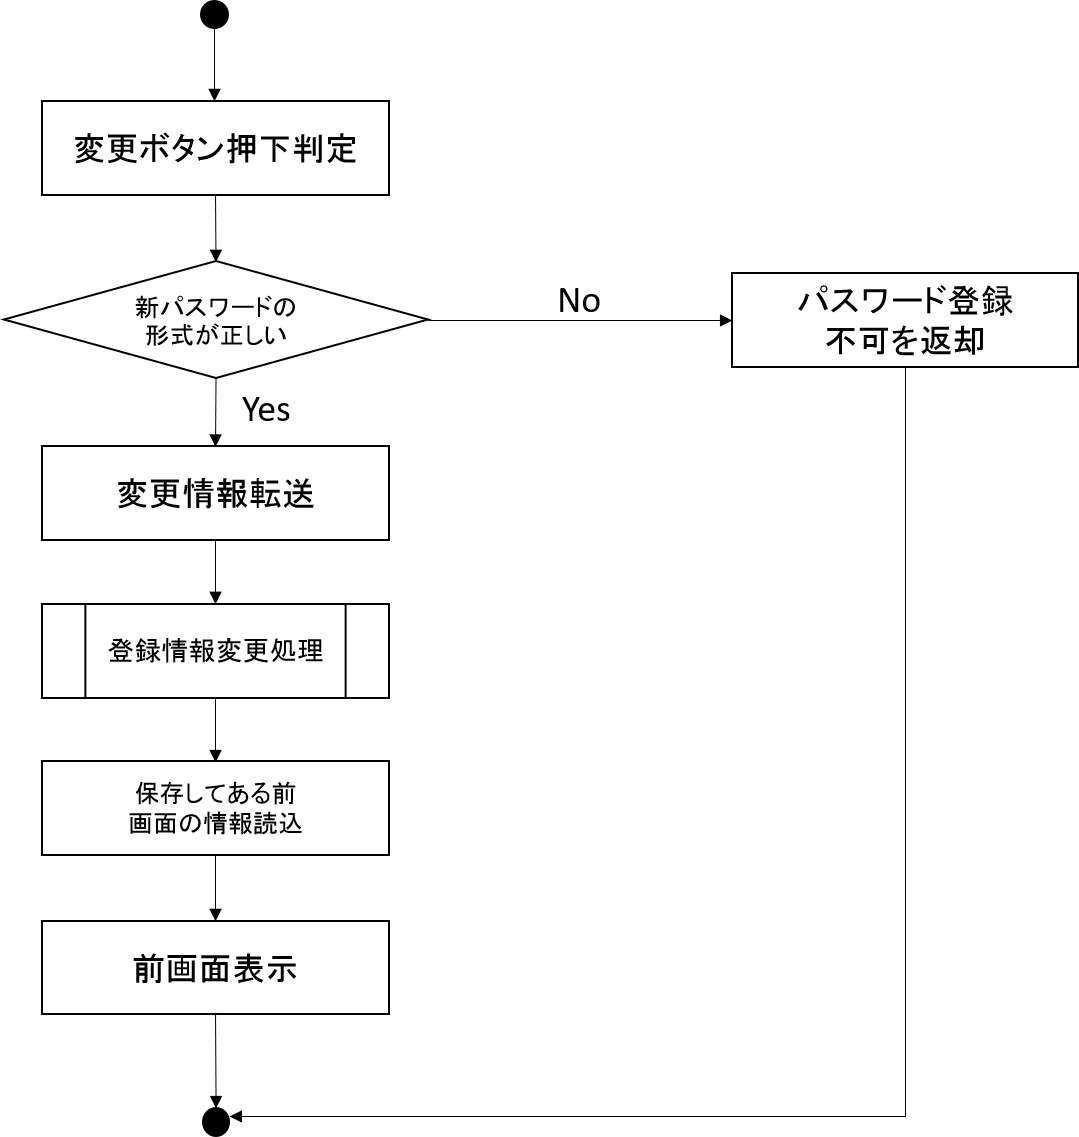 変更ボタン押下判定
新パスワードの
形式が正しい
No
パスワード登録
不可を返却
Yes
変更情報転送
登録情報変更処理
保存してある前
画面の情報読込
前画面表示